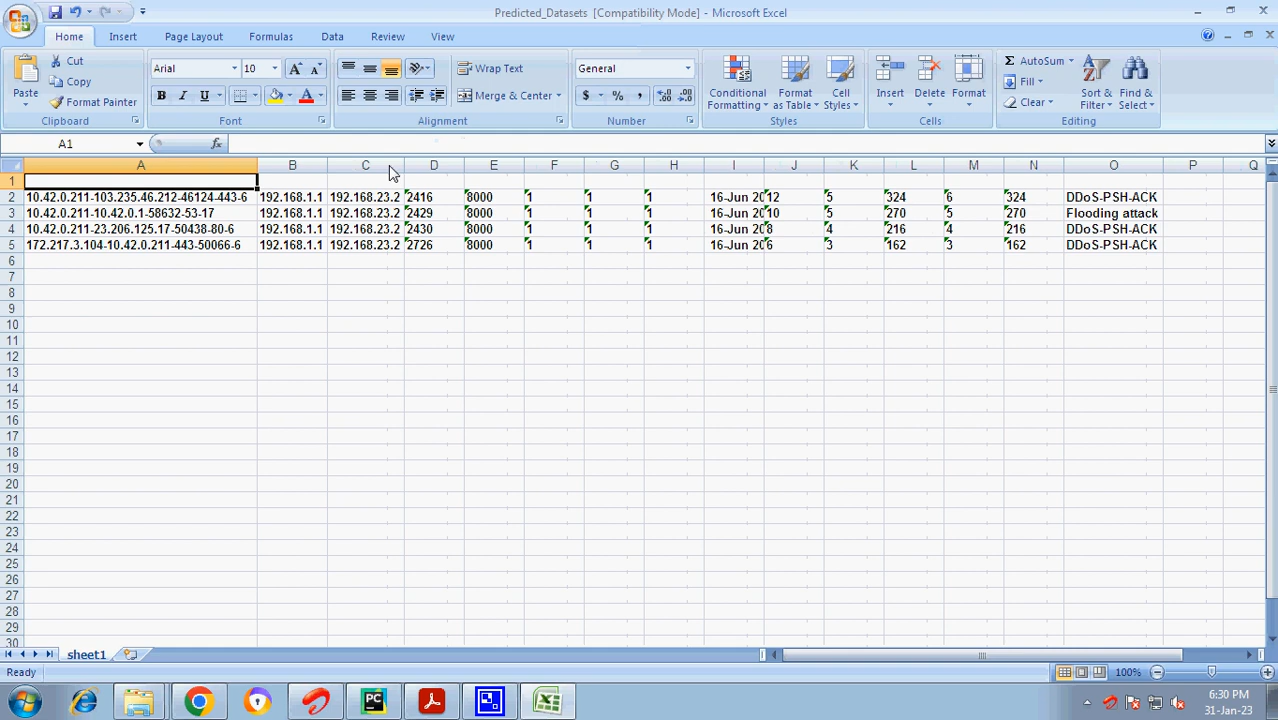 Predicted_Datasets [Compatibility Mode] - Microsoft Excel
Home Insert Page Layout Formulas Data Review View
Paste Cut Copy Format Painter Clipboard
Arial 10 B I U A Font
Wrap Text Merge & Center Alignment
General $ % , Number
Conditional Formatting Format as Table Cell Styles Styles
Insert Delete Format Cells
Σ AutoSum Fill Clear Sort & Filter Find & Select Editing
A1 fx
A B C D E F G H I J K L M N O P Q
1
2 10.42.0.211-103.235.46.212-46124-443-6 192.168.1.1 192.168.23.2 2416 8000 1 1 1 16-Jun 20 12 5 324 6 324 DDoS-PSH-ACK
3 10.42.0.211-10.42.0.1-58632-53-17 192.168.1.1 192.168.23.2 2429 8000 1 1 1 16-Jun 20 10 5 270 5 270 Flooding attack
4 10.42.0.211-23.206.125.17-50438-80-6 192.168.1.1 192.168.23.2 2430 8000 1 1 1 16-Jun 20 8 4 216 4 216 DDoS-PSH-ACK
5 172.217.3.104-10.42.0.211-443-50066-6 192.168.1.1 192.168.23.2 2726 8000 1 1 1 16-Jun 20 6 3 162 3 162 DDoS-PSH-ACK
6
7
8
9
10
11
12
13
14
15
16
17
18
19
20
21
22
23
24
25
26
27
28
29
30
sheet1
Ready 100%
PC
6:30 PM
31-Jan-23